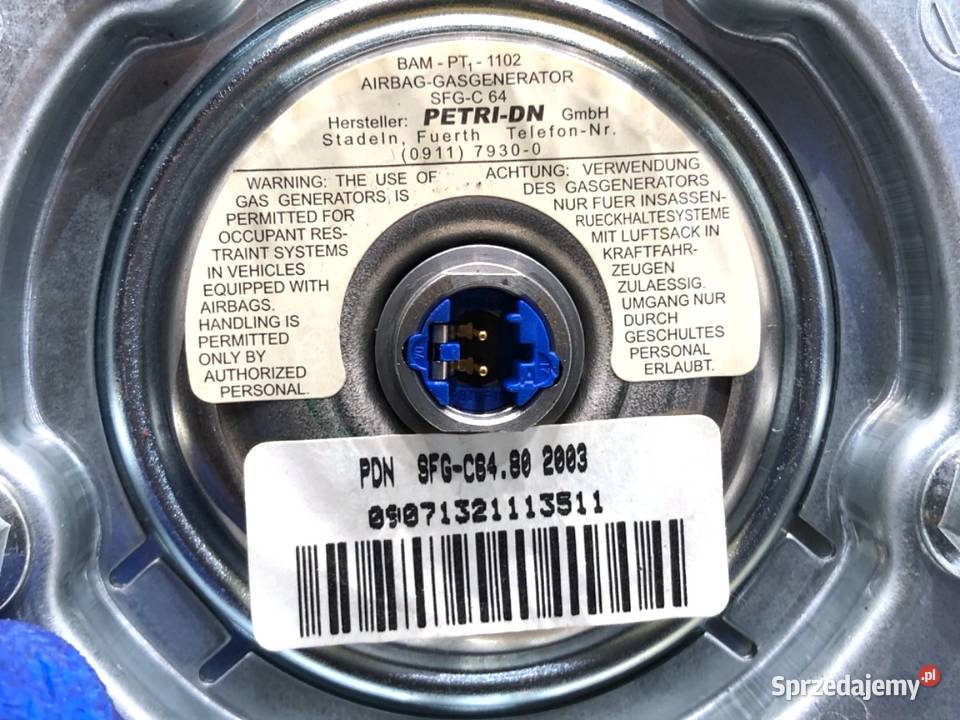 BAM - PT₁ - 1102
AIRBAG-GASGENERATOR
SFG-C 64
Hersteller: PETRI-DN GmbH
Stadeln, Fuerth Telefon-Nr.
(0911) 7930-0
WARNING: THE USE OF
GAS GENERATORS IS
PERMITTED FOR
OCCUPANT RES-
TRAINT SYSTEMS
IN VEHICLES
EQUIPPED WITH
AIRBAGS.
HANDLING IS
PERMITTED
ONLY BY
AUTHORIZED
PERSONAL.
ACHTUNG: VERWENDUNG
DES GASGENERATORS
NUR FUER INSASSEN-
RUECKHALTESYSTEME
MIT LUFTSACK IN
KRAFTFAHR-
ZEUGEN
ZULAESSIG.
UMGANG NUR
DURCH
GESCHULTES
PERSONAL
ERLAUBT.
PDN SFG-C64.80 2003
09071321113511
Sprzedajemy.pl